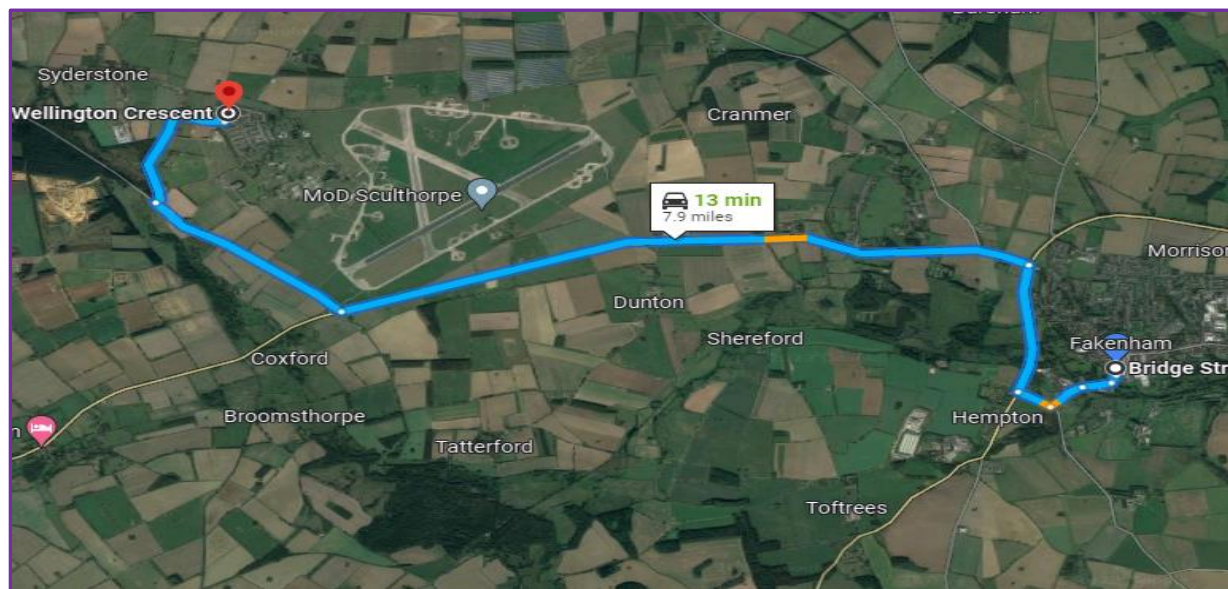 Syderstone
Wellington Crescent
Cranmer
MoD Sculthorpe
13 min
7.9 miles
Morrison
Dunton
Shereford
Fakenham
Bridge Str
Coxford
Broomsthorpe
Hempton
Tatterford
Toftrees